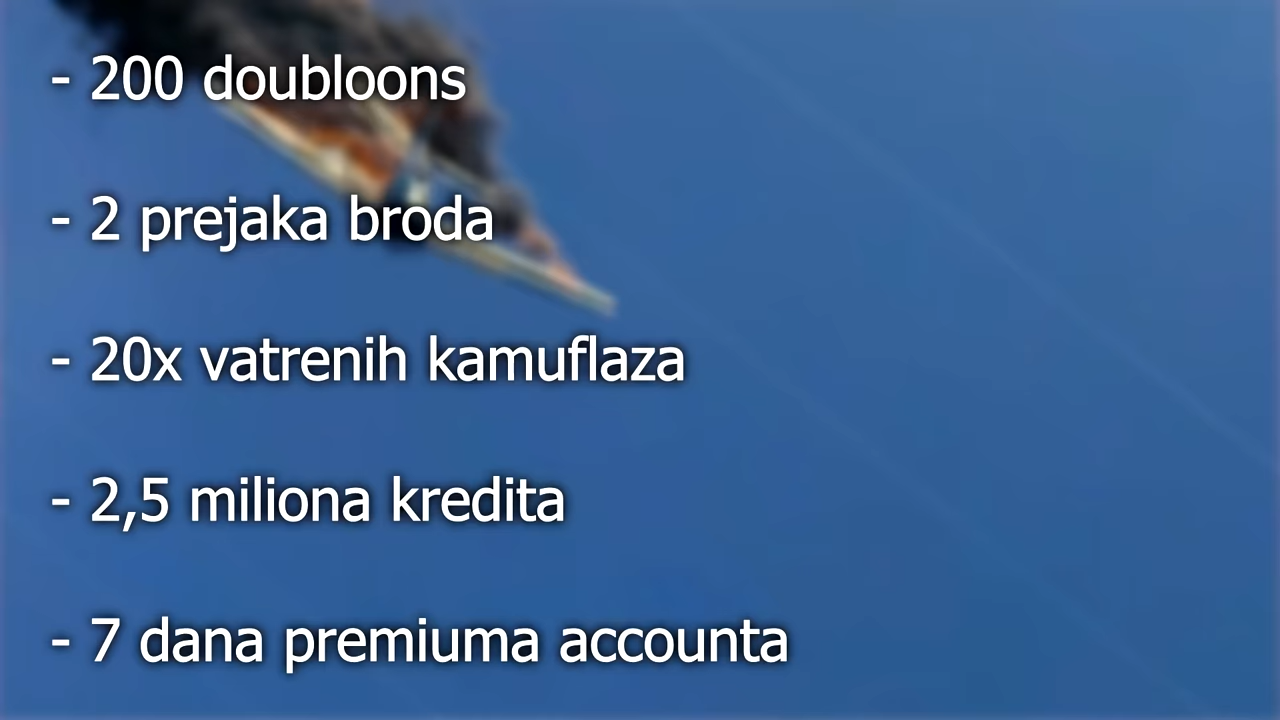 - 200 doubloons
- 2 prejaka broda
- 20x vatrenih kamuflaza
- 2,5 miliona kredita
- 7 dana premiuma accounta